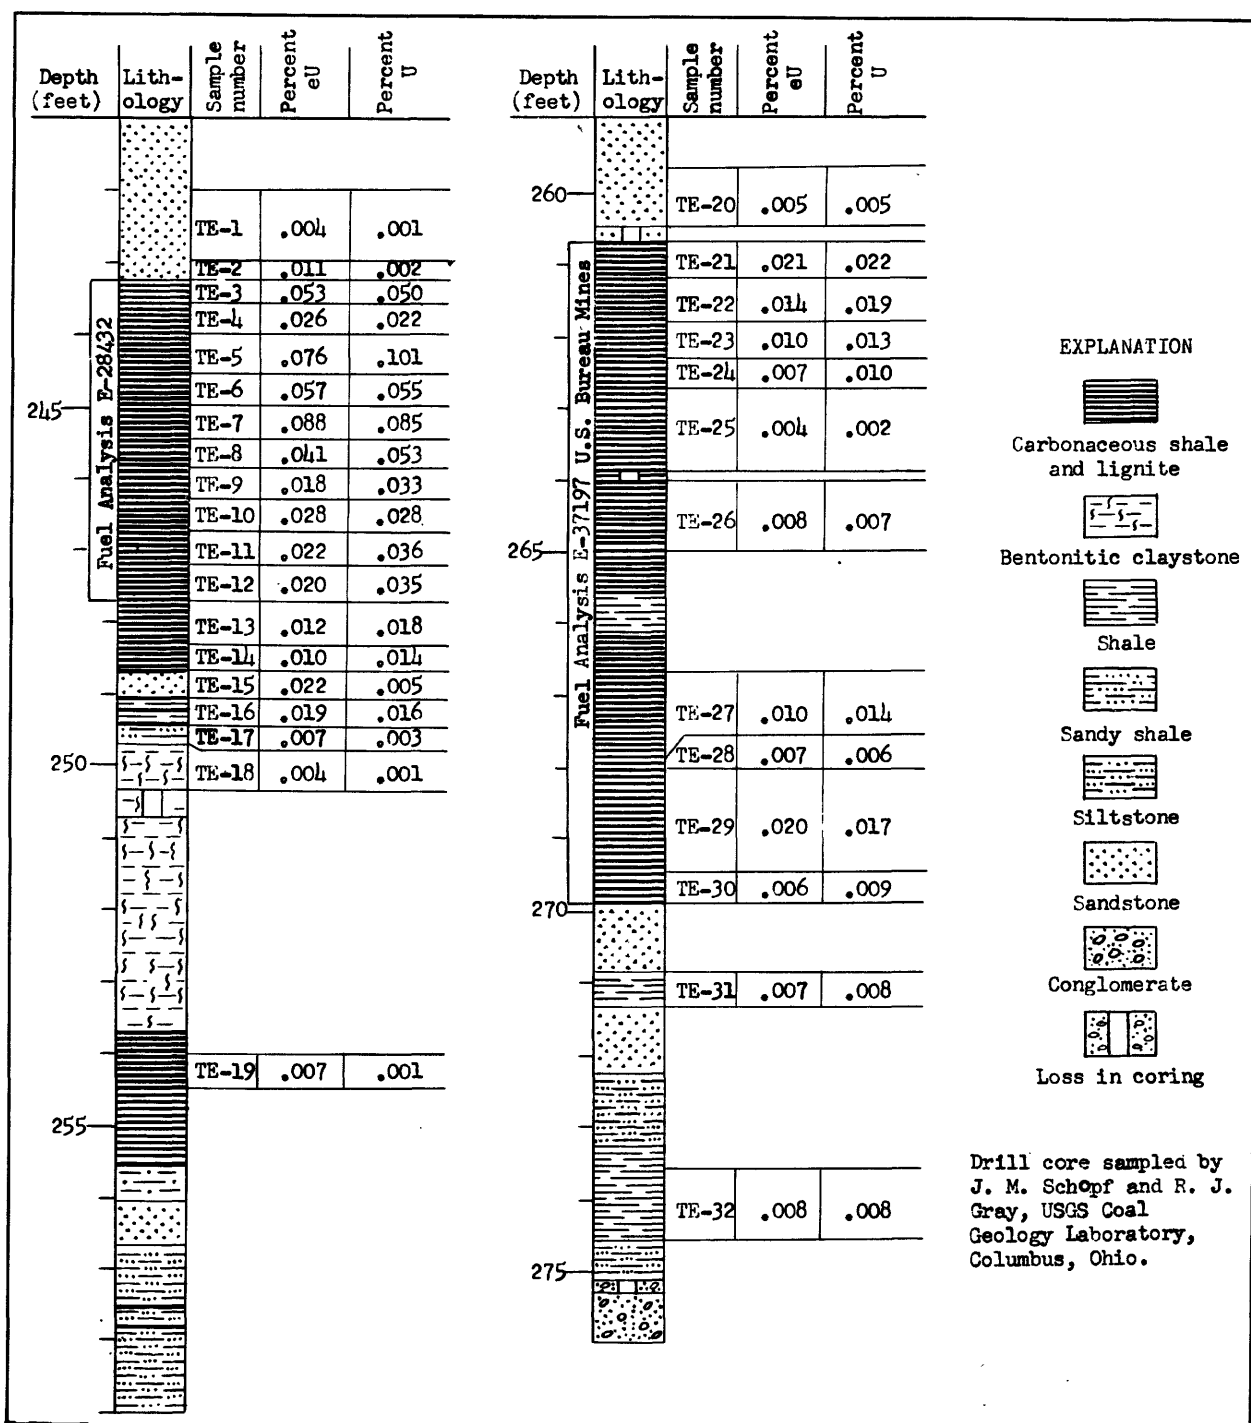 Depth (feet) Lith-ology Sample number Percent eU Percent U
TE-1 .004 .001
TE-2 .011 .002
TE-3 .053 .050
TE-4 .026 .022
TE-5 .076 .101
TE-6 .057 .055
245 TE-7 .088 .085
TE-8 .041 .053
TE-9 .018 .033
TE-10 .028 .028
TE-11 .022 .036
TE-12 .020 .035
TE-13 .012 .018
TE-14 .010 .014
TE-15 .022 .005
TE-16 .019 .016
TE-17 .007 .003
250 TE-18 .004 .001
TE-19 .007 .001
255
Fuel Analysis E-28432
Depth (feet) Lith-ology Sample number Percent eU Percent U
260 TE-20 .005 .005
TE-21 .021 .022
TE-22 .014 .019
TE-23 .010 .013
TE-24 .007 .010
TE-25 .004 .002
TE-26 .008 .007
265
TE-27 .010 .014
TE-28 .007 .006
TE-29 .020 .017
TE-30 .006 .009
270
TE-31 .007 .008
TE-32 .008 .008
275
Fuel Analysis E-37197 U.S. Bureau Mines
EXPLANATION
Carbonaceous shale
and lignite
Bentonitic claystone
Shale
Sandy shale
Siltstone
Sandstone
Conglomerate
Loss in coring
Drill core sampled by
J. M. Schopf and R. J.
Gray, USGS Coal
Geology Laboratory,
Columbus, Ohio.